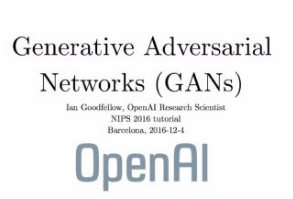 Generative Adversarial
Networks (GANs)
Ian Goodfellow, OpenAI Research Scientist
NIPS 2016 tutorial
Barcelona, 2016-12-4
OpenAI